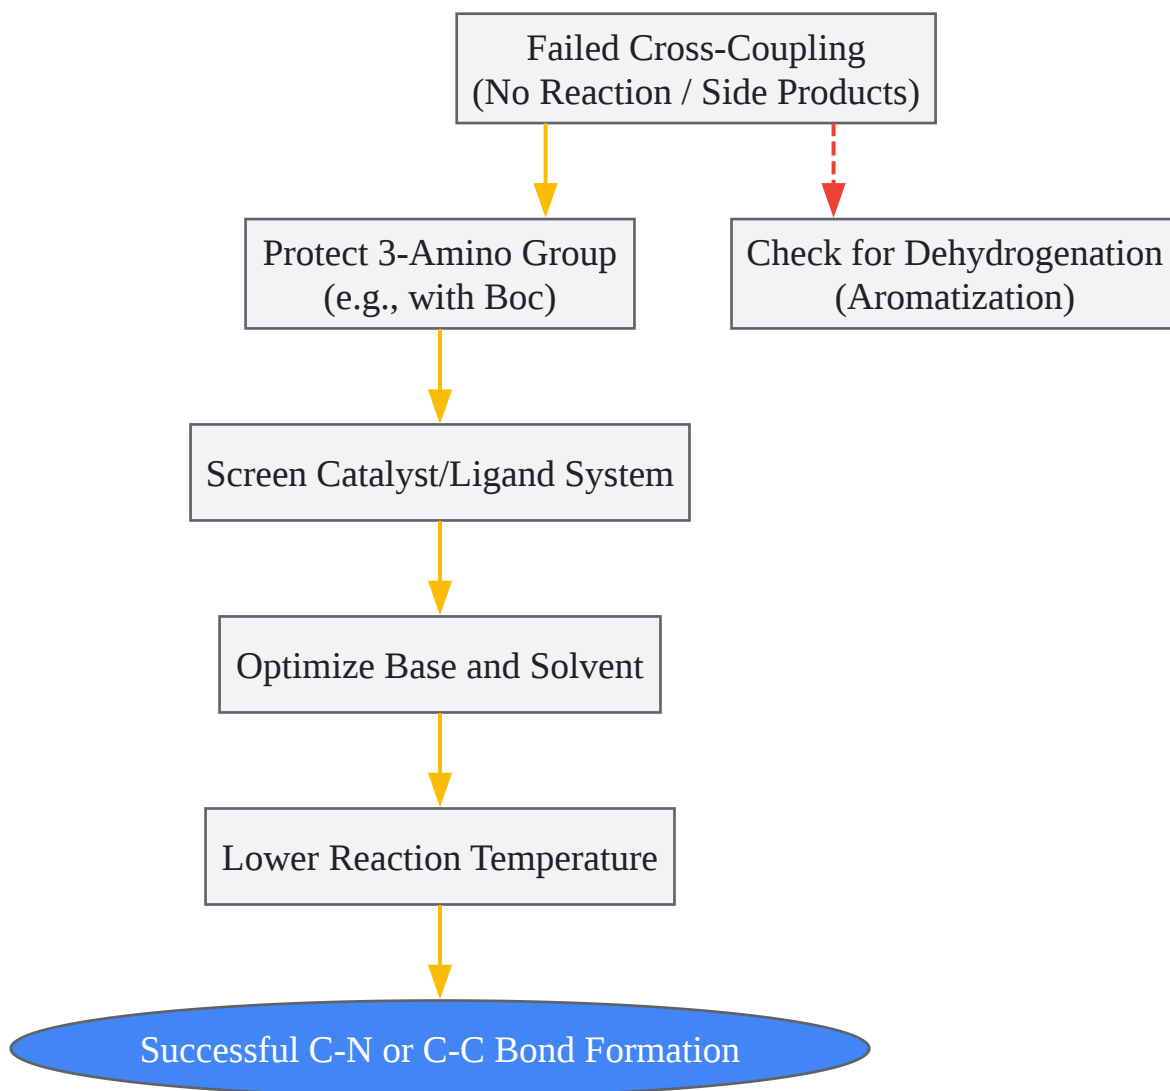 Failed Cross-Coupling
(No Reaction / Side Products)
Protect 3-Amino Group
(e.g., with Boc)
Check for Dehydrogenation
(Aromatization)
Screen Catalyst/Ligand System
Optimize Base and Solvent
Lower Reaction Temperature
Successful C-N or C-C Bond Formation